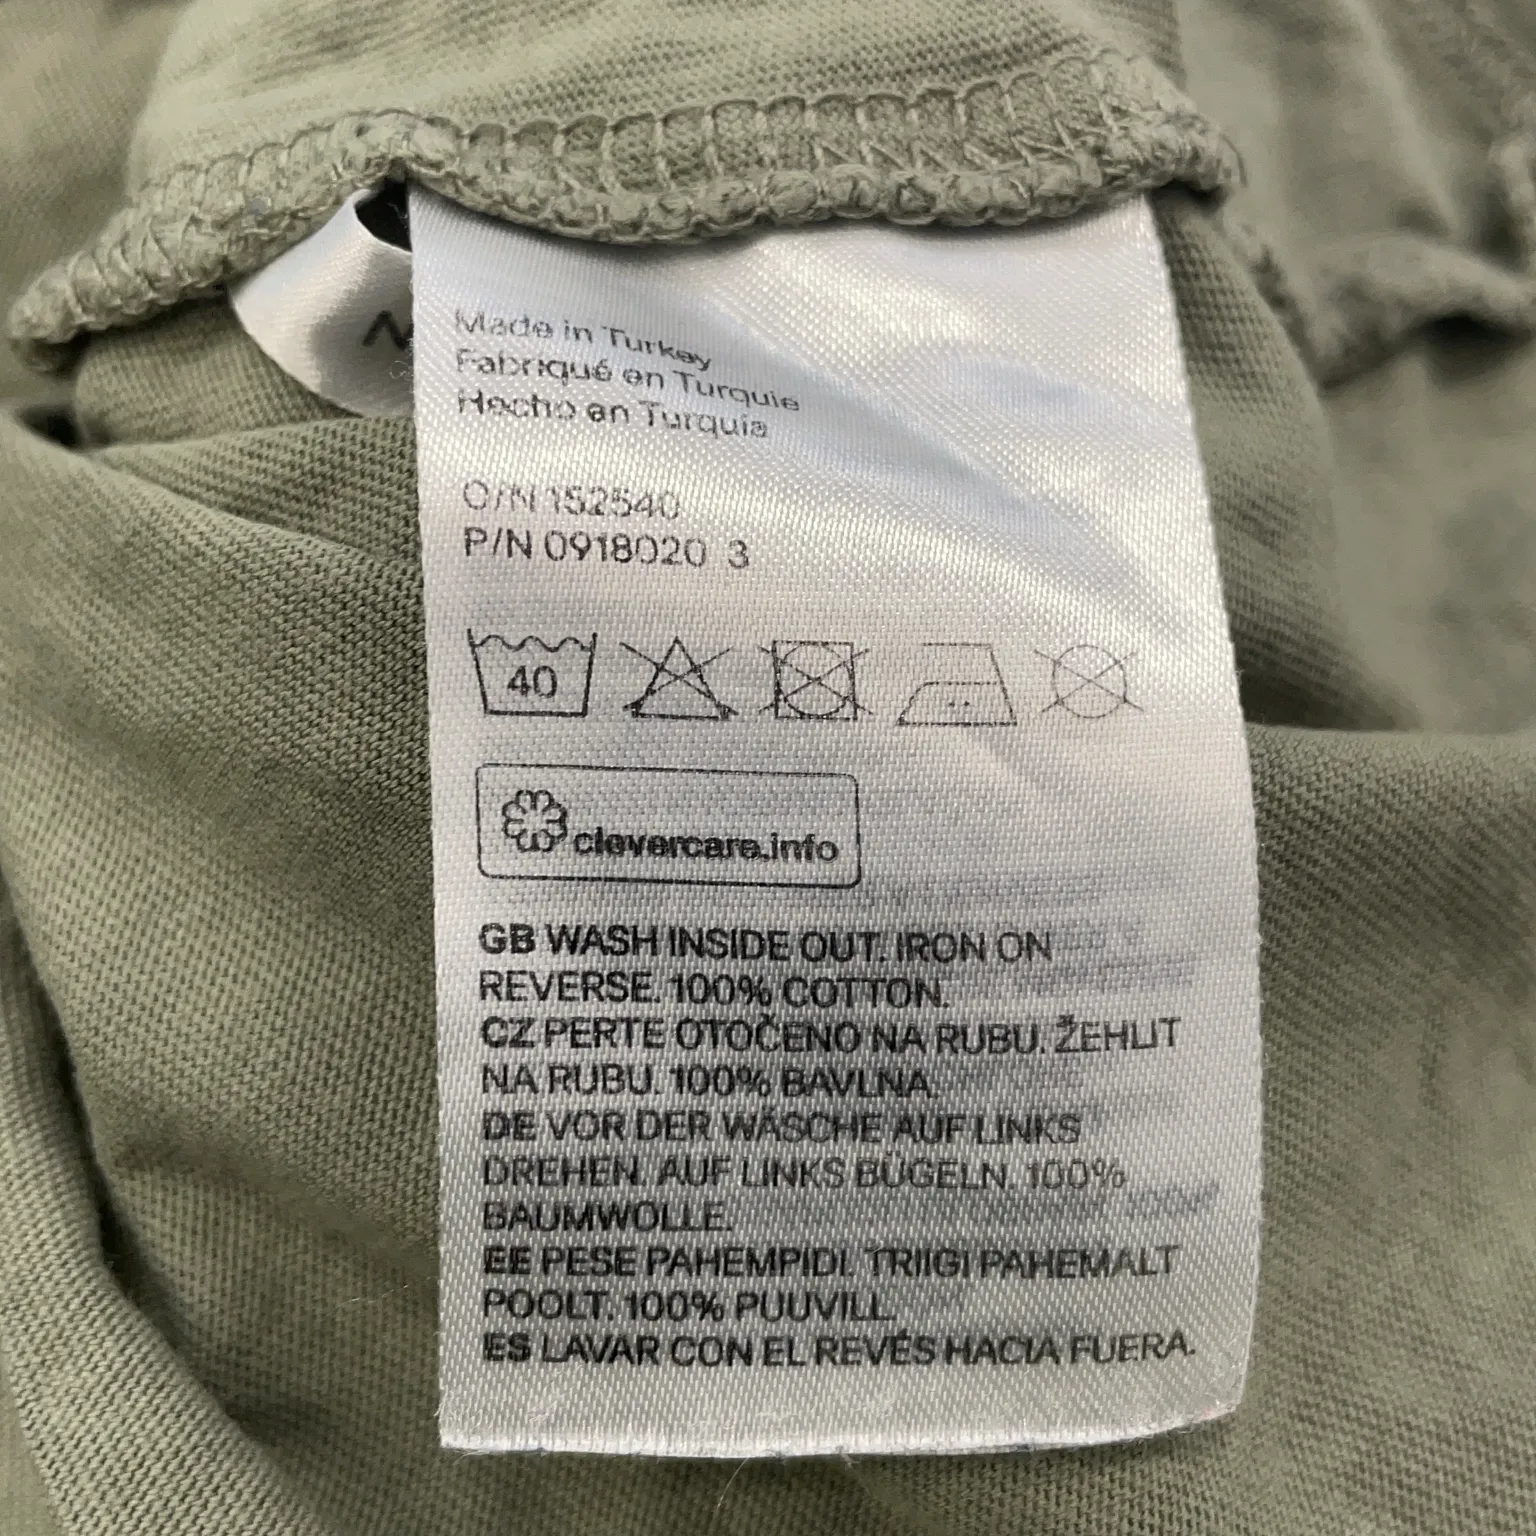 Made in Turkey
Fabriqué en Turquie
Hecho en Turquía
O/N 152540
P/N 0918020 3
40
clevercare.info
GB WASH INSIDE OUT. IRON ON
REVERSE. 100% COTTON.
CZ PERTE OTOČENO NA RUBU. ŽEHLIT
NA RUBU. 100% BAVLNA.
DE VOR DER WÄSCHE AUF LINKS
DREHEN. AUF LINKS BÜGELN. 100%
BAUMWOLLE.
EE PESE PAHEMPIDI. TRIIGI PAHEMALT
POOLT. 100% PUUVILL.
ES LAVAR CON EL REVÉS HACIA FUERA.